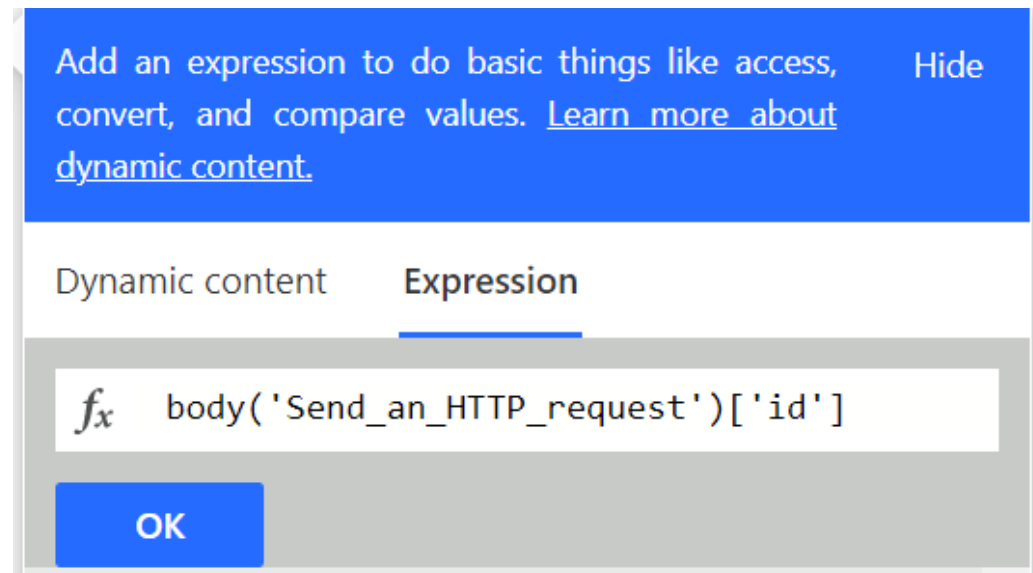 Add an expression to do basic things like access,
Hide
convert, and compare values. Learn more about
dynamic content.
Dynamic content
Expression
fx
body('Send_an_HTTP_request')['id']
OK